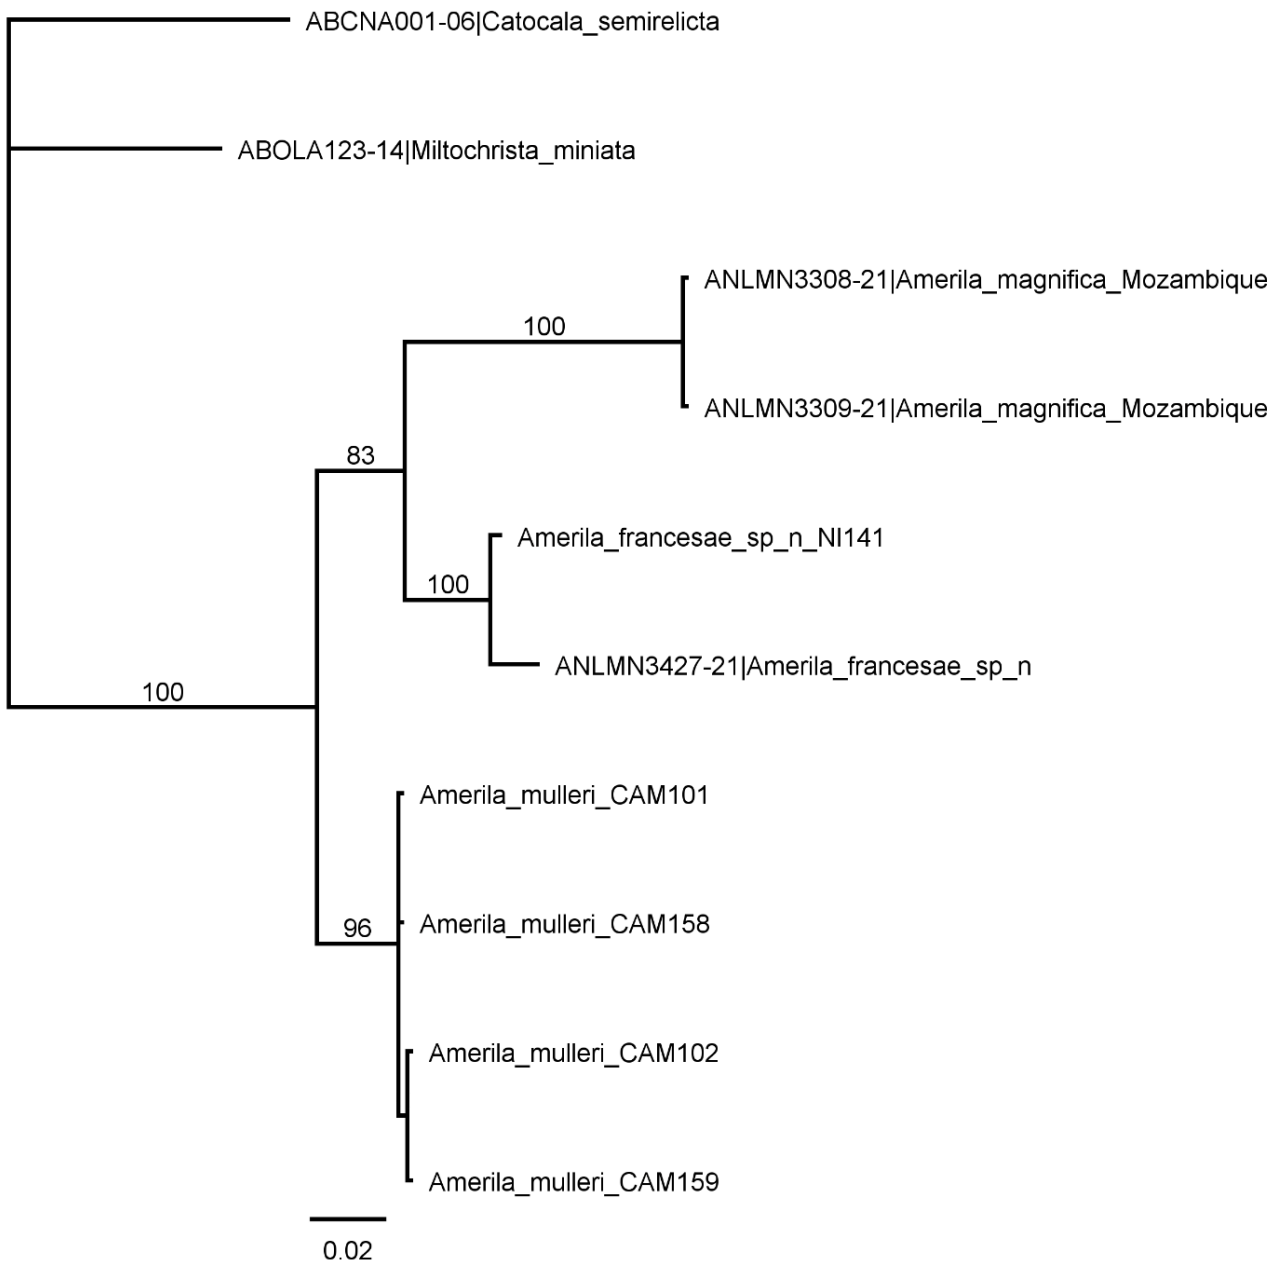 ABCNA001-06|Catocala_semirelicta
ABOLA123-14|Miltochrista_miniata
ANLMN3308-21|Amerila_magnifica_Mozambique
100
ANLMN3309-21|Amerila_magnifica_Mozambique
83
Amerila_francesae_sp_n_NI141
100
ANLMN3427-21|Amerila_francesae_sp_n
100
Amerila_mulleri_CAM101
Amerila_mulleri_CAM158
96
Amerila_mulleri_CAM102
Amerila_mulleri_CAM159
0.02